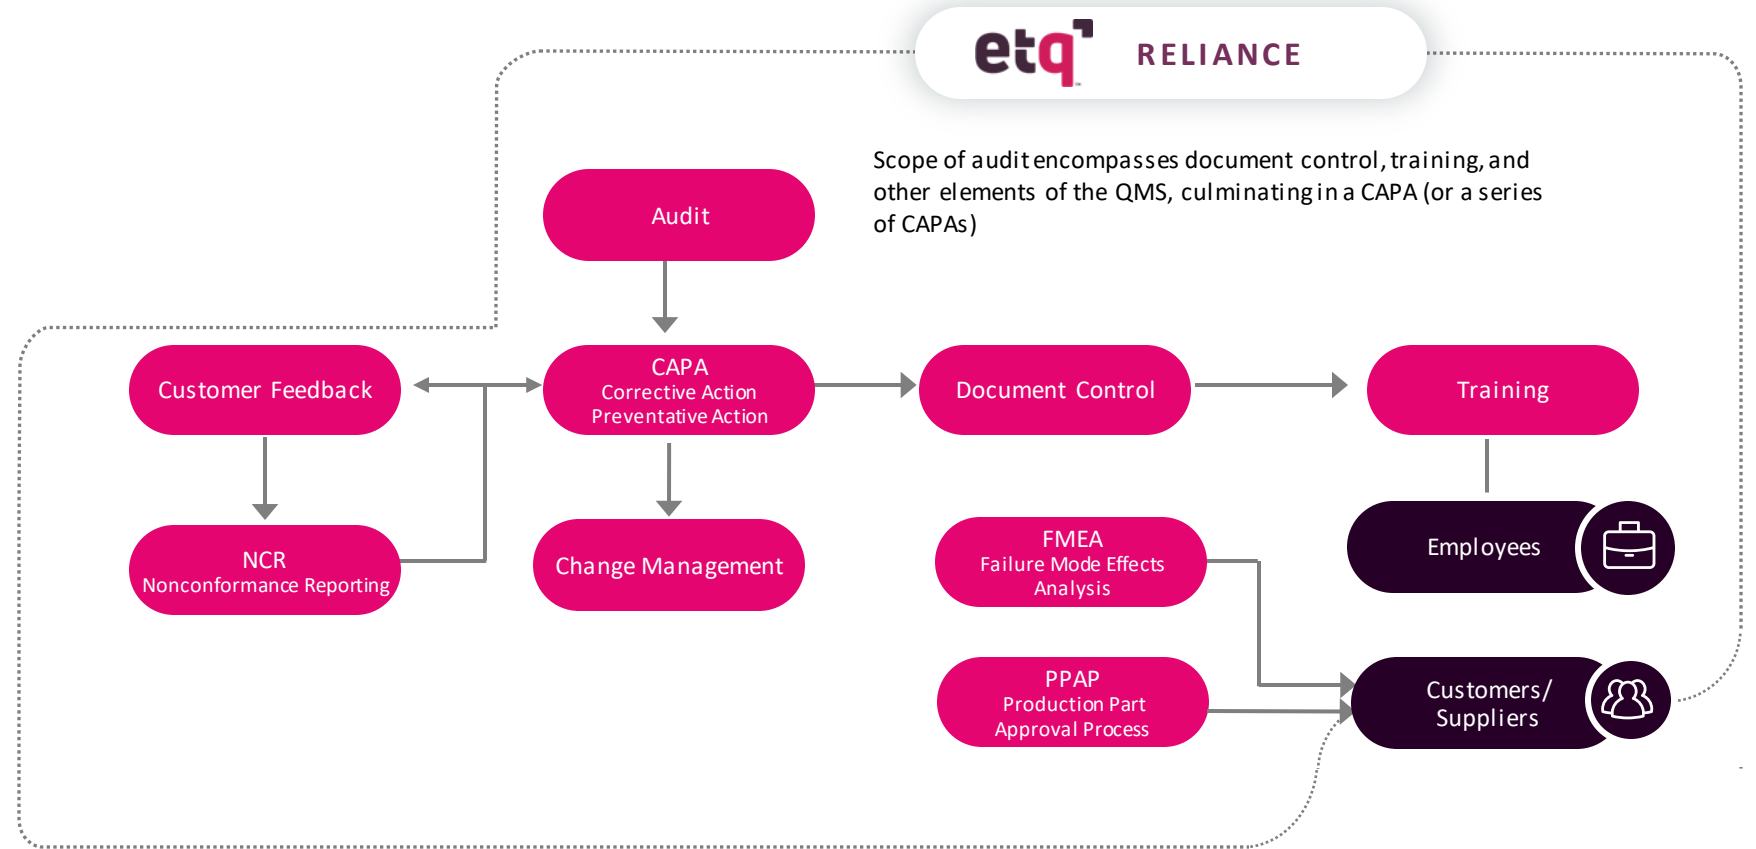 etq RELIANCE
Scope of audit encompasses document control, training, and
other elements of the QMS, culminating in a CAPA (or a series
of CAPAs)
Audit
Customer Feedback
CAPA
Corrective Action
Preventative Action
Document Control
Training
NCR
Nonconformance Reporting
Change Management
FMEA
Failure Mode Effects
Analysis
Employees
PPAP
Production Part
Approval Process
Customers/
Suppliers